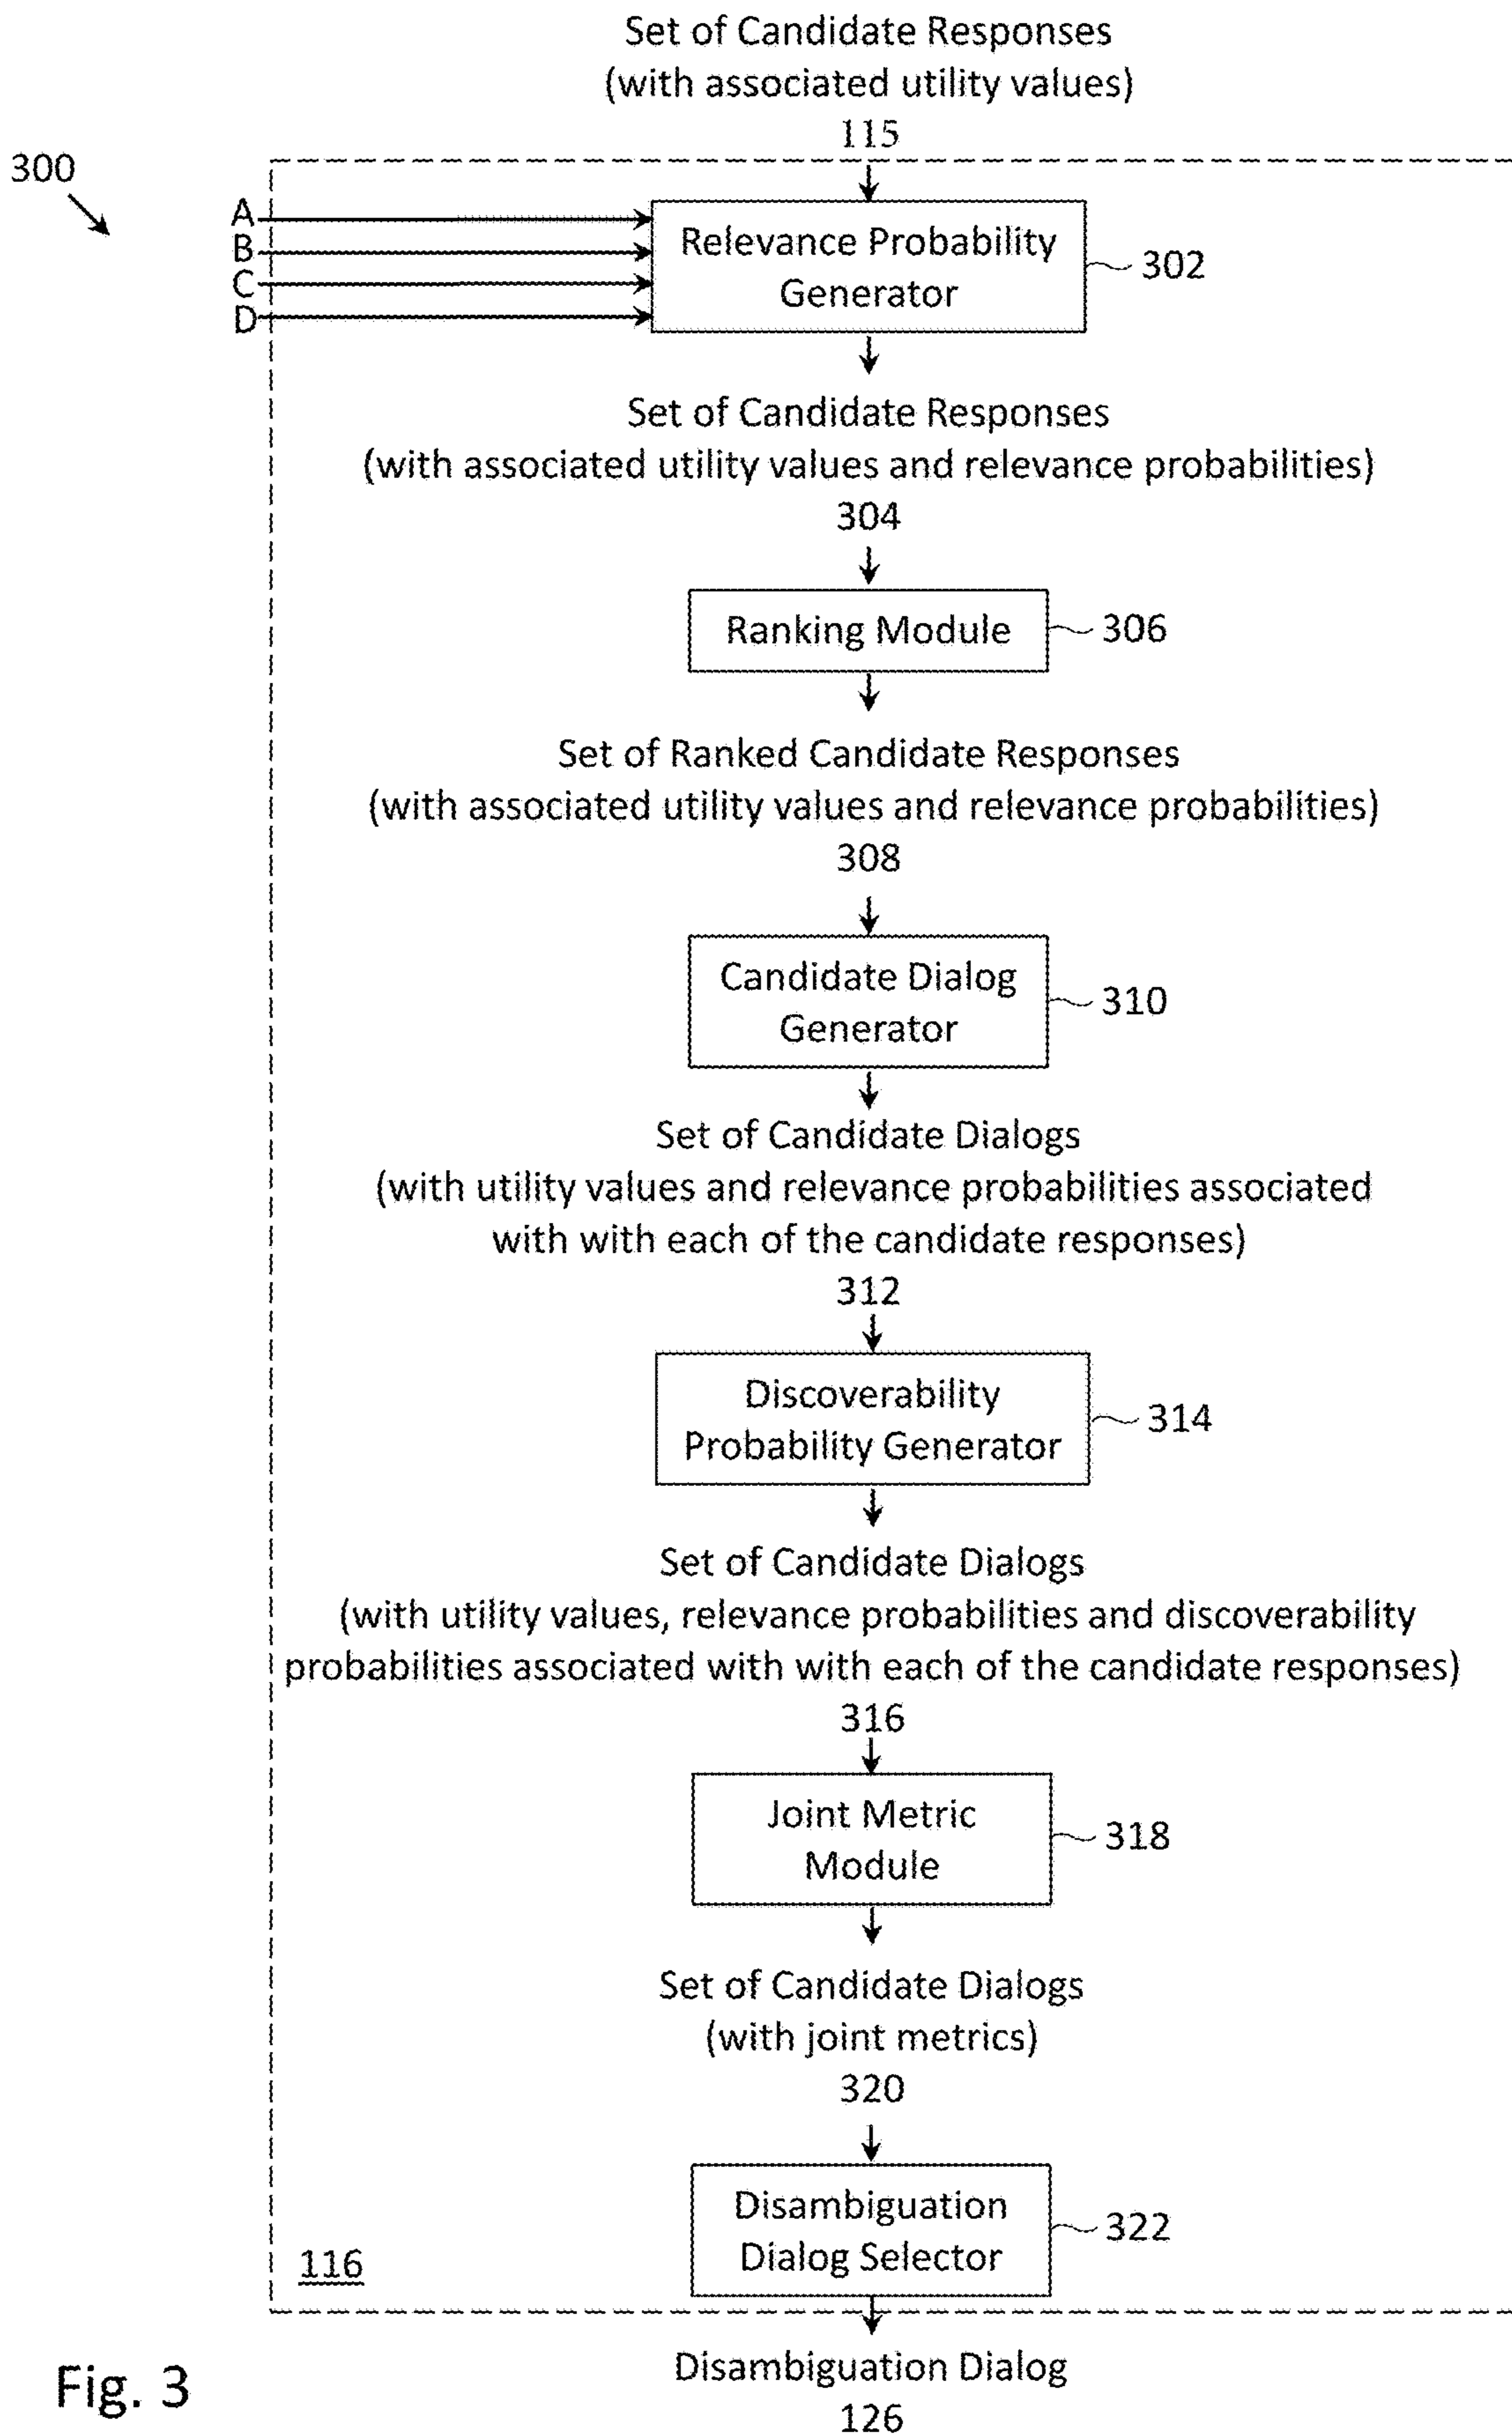 Set of Candidate Responses
(with associated utility values)
115
300
A
B
C
D
Relevance Probability
Generator
302
Set of Candidate Responses
(with associated utility values and relevance probabilities)
304
Ranking Module
306
Set of Ranked Candidate Responses
(with associated utility values and relevance probabilities)
308
Candidate Dialog
Generator
310
Set of Candidate Dialogs
(with utility values and relevance probabilities associated
with with each of the candidate responses)
312
Discoverability
Probability Generator
314
Set of Candidate Dialogs
(with utility values, relevance probabilities and discoverability
probabilities associated with with each of the candidate responses)
316
Joint Metric
Module
318
Set of Candidate Dialogs
(with joint metrics)
320
Disambiguation
Dialog Selector
322
116
Disambiguation Dialog
126
Fig. 3